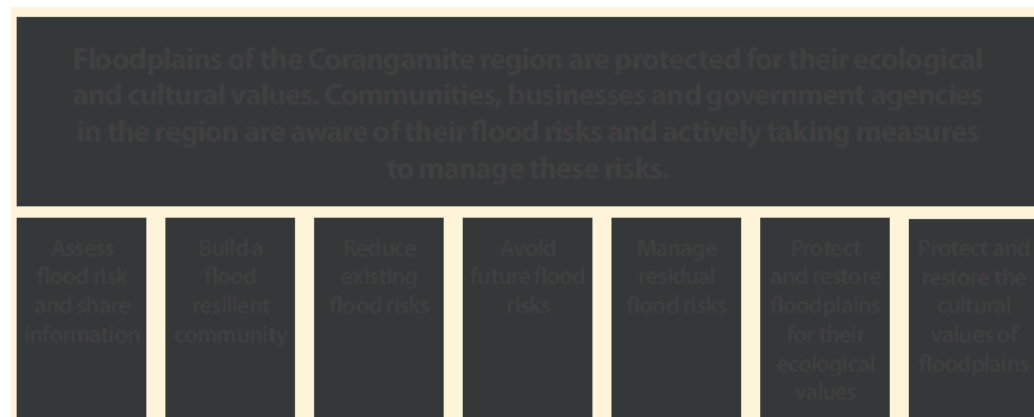 Floodplains of the Corangamite region are protected for their ecological
and cultural values. Communities, businesses and government agencies
in the region are aware of their flood risks and actively taking measures
to manage these risks.
Assess
flood risk
and share
information
Build a
flood
resilient
community
Reduce
existing
flood risks
Avoid
future flood
risks
Manage
residual
flood risks
Protect
and restore
floodplains
for their
ecological
values
Protect and
restore the
cultural
values of
floodplains